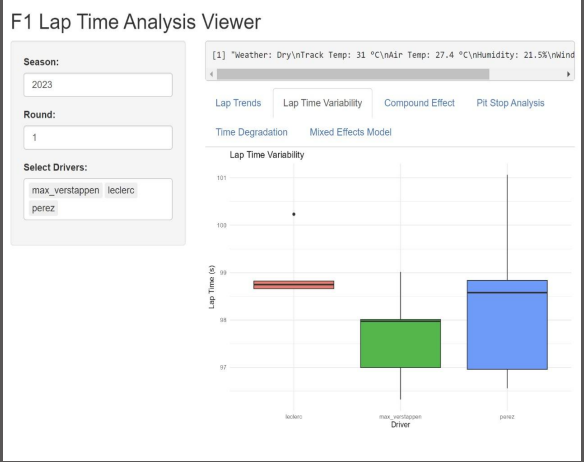 F1 Lap Time Analysis Viewer
Season:
2023
Round:
1
Select Drivers:
max_verstappen leclerc
perez
[1] "Weather: Dry\nTrack Temp: 31 ºC\nAir Temp: 27.4 ºC\nHumidity: 21.5%\nWind
Lap Trends Lap Time Variability Compound Effect Pit Stop Analysis
Time Degradation Mixed Effects Model
Lap Time Variability
101
100
99
98
97
Lap Time (s)
leclerc max_verstappen perez
Driver